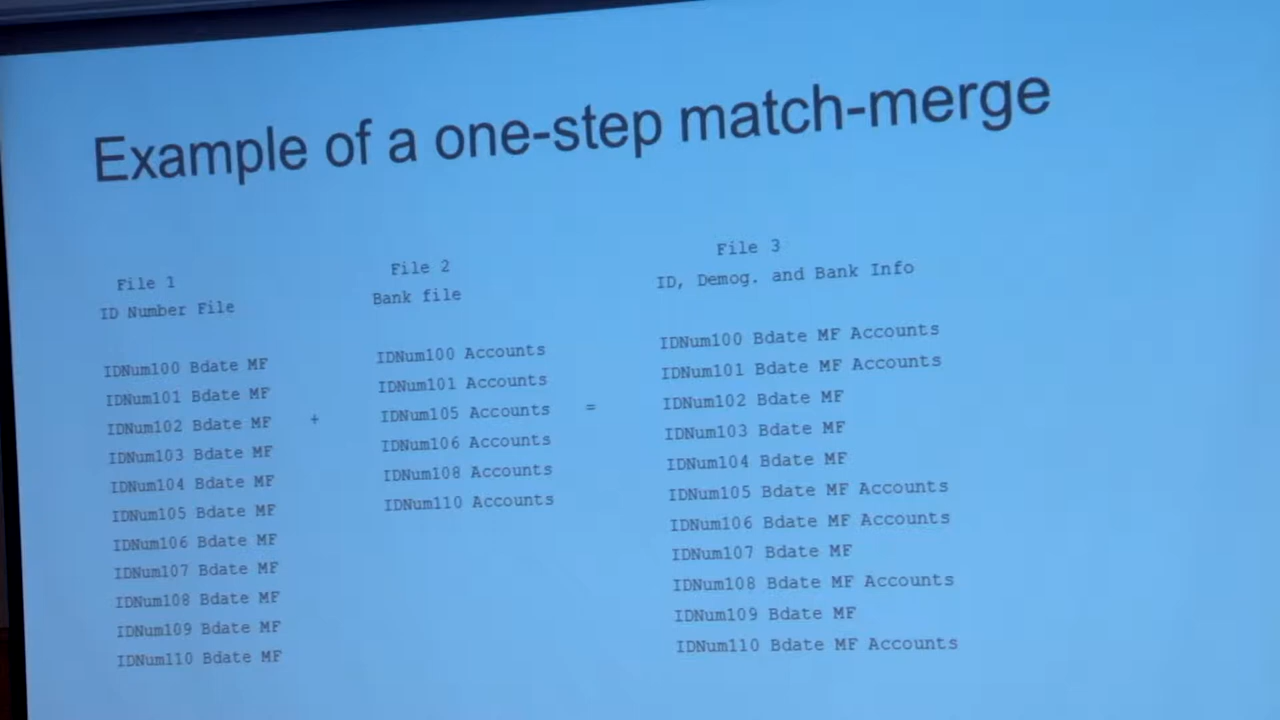 Example of a one-step match-merge
File 1
ID Number File
IDNum100 Bdate MF
IDNum101 Bdate MF
IDNum102 Bdate MF
IDNum103 Bdate MF
IDNum104 Bdate MF
IDNum105 Bdate MF
IDNum106 Bdate MF
IDNum107 Bdate MF
IDNum108 Bdate MF
IDNum109 Bdate MF
IDNum110 Bdate MF
+
File 2
Bank file
IDNum100 Accounts
IDNum101 Accounts
IDNum105 Accounts
IDNum106 Accounts
IDNum108 Accounts
IDNum110 Accounts
=
File 3
ID, Demog. and Bank Info
IDNum100 Bdate MF Accounts
IDNum101 Bdate MF Accounts
IDNum102 Bdate MF
IDNum103 Bdate MF
IDNum104 Bdate MF
IDNum105 Bdate MF Accounts
IDNum106 Bdate MF Accounts
IDNum107 Bdate MF
IDNum108 Bdate MF Accounts
IDNum109 Bdate MF
IDNum110 Bdate MF Accounts